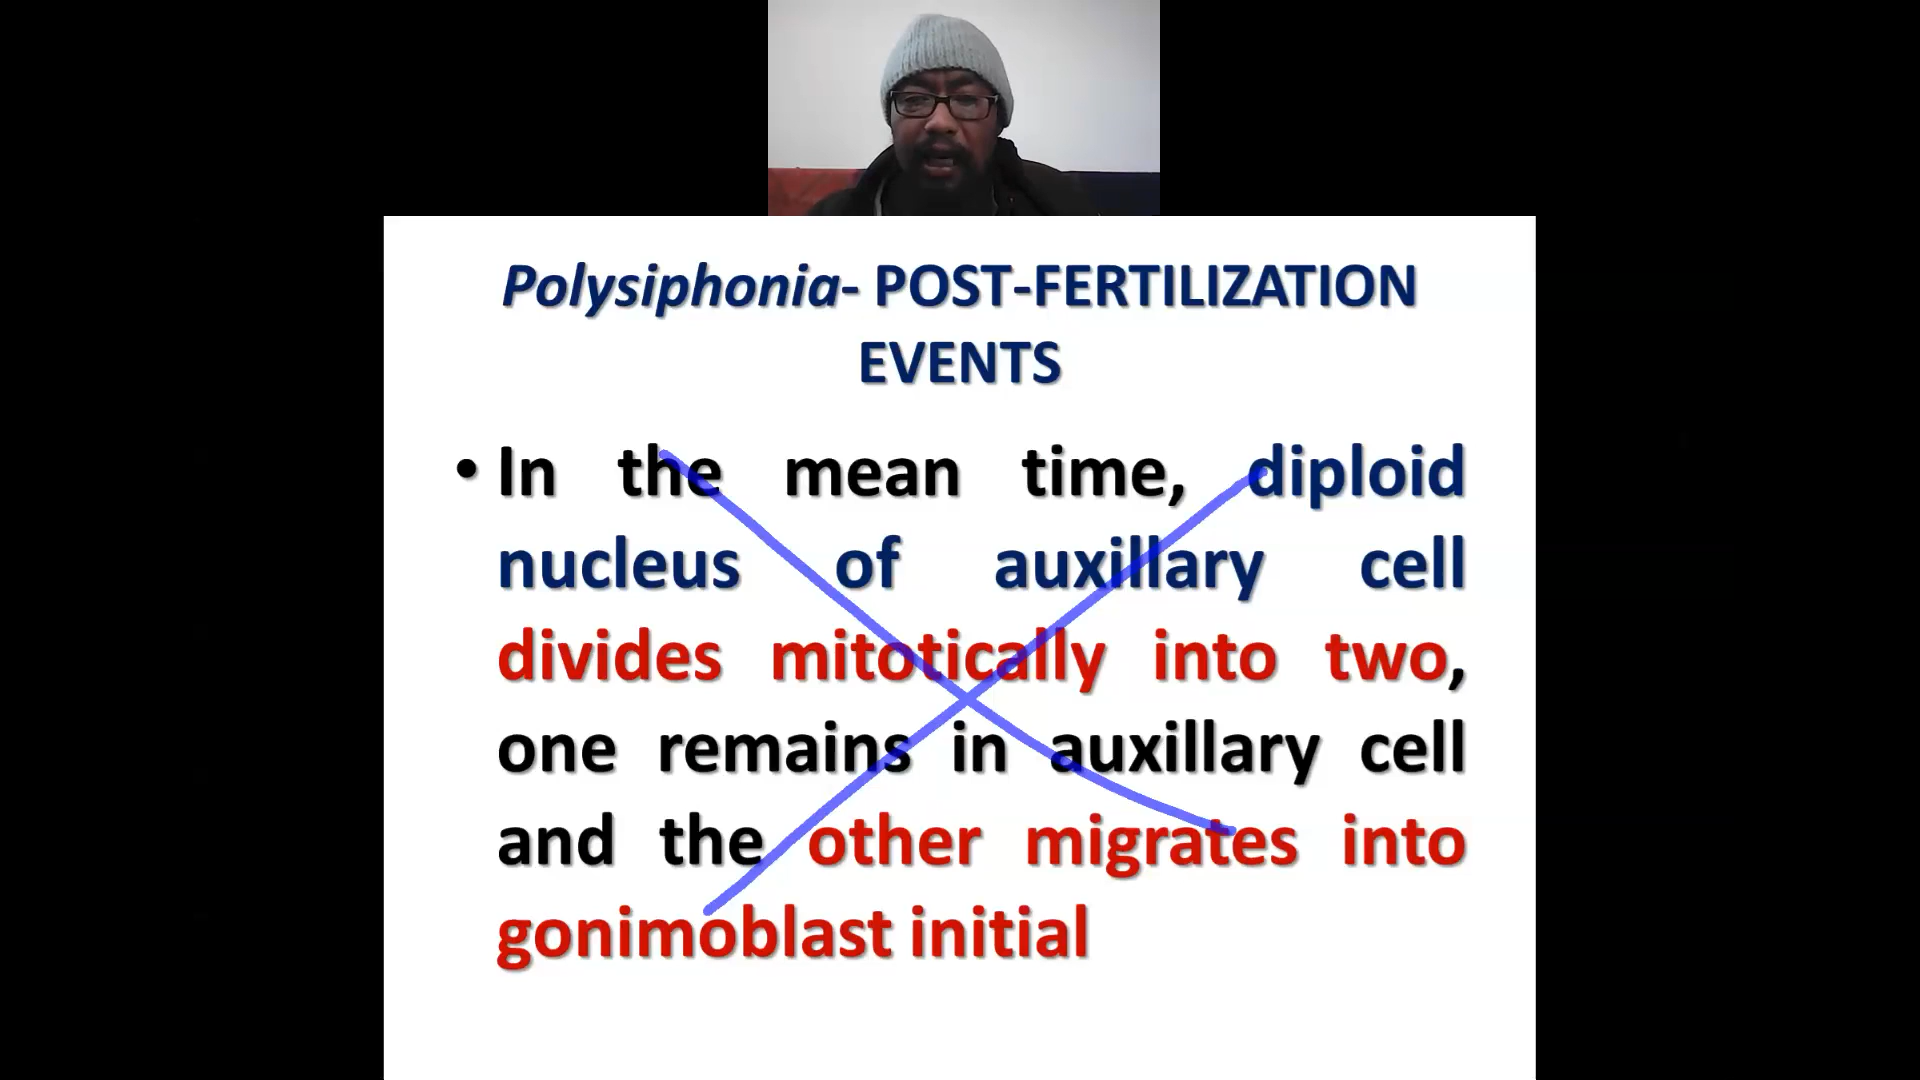 Polysiphonia- POST-FERTILIZATION
EVENTS
• In the mean time, diploid
nucleus of auxillary cell
divides mitotically into two,
one remains in auxillary cell
and the other migrates into
gonimoblast initial